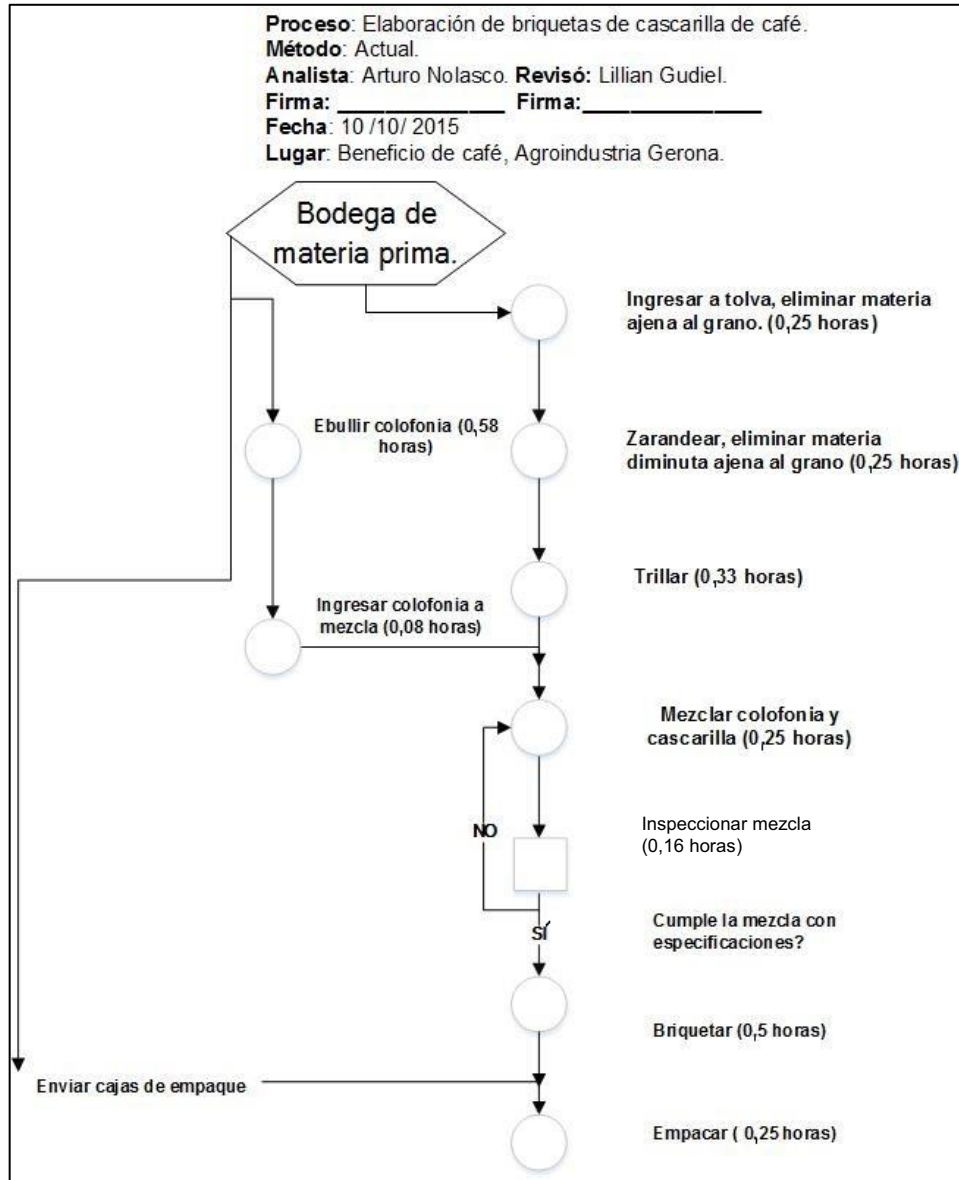 Proceso: Elaboración de briquetas de cascarilla de café.
Método: Actual.
Analista: Arturo Nolasco. Revisó: Lillian Gudiel.
Firma: _______________ Firma:________________
Fecha: 10 /10/ 2015
Lugar: Beneficio de café, Agroindustria Gerona.
Bodega de
materia prima.
Ingresar a tolva, eliminar materia
ajena al grano. (0,25 horas)
Ebullir colofonia (0,58
horas)
Zarandear, eliminar materia
diminuta ajena al grano (0,25 horas)
Trillar (0,33 horas)
Ingresar colofonia a
mezcla (0,08 horas)
Mezclar colofonia y
cascarilla (0,25 horas)
NO
Inspeccionar mezcla
(0,16 horas)
SÍ
Cumple la mezcla con
especificaciones?
Briquetar (0,5 horas)
Enviar cajas de empaque
Empacar ( 0,25 horas)